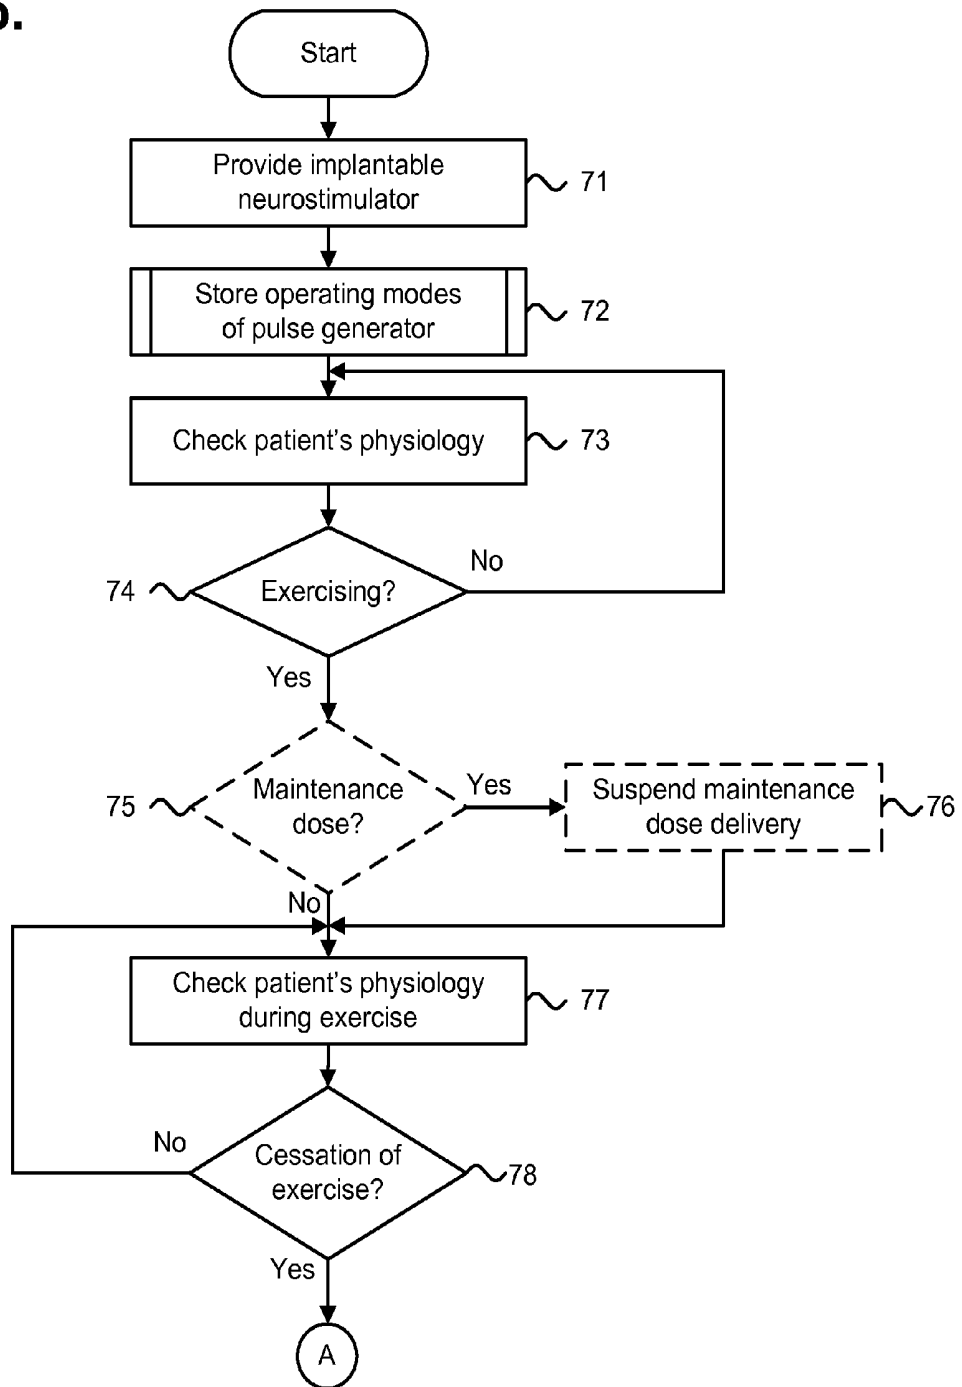 Start
Provide implantable
neurostimulator
71
Store operating modes
of pulse generator
72
Check patient's physiology
73
74
Exercising?
No
Yes
75
Maintenance
dose?
Yes
Suspend maintenance
dose delivery
76
No
Check patient's physiology
during exercise
77
No
Cessation of
exercise?
78
Yes
A